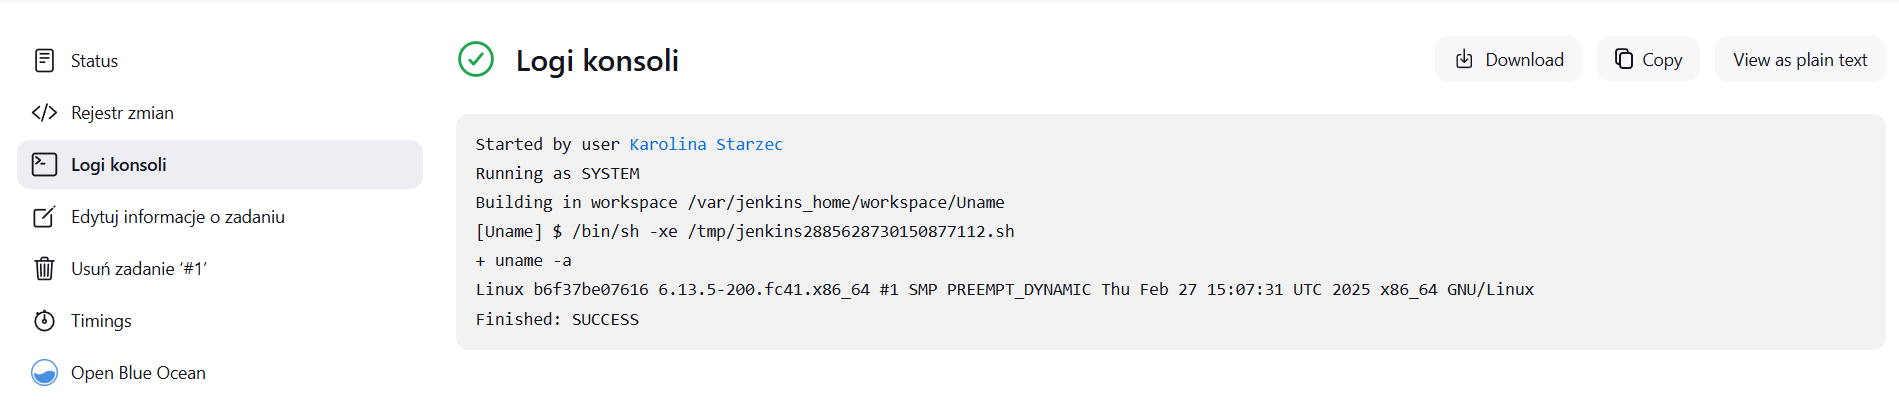 Status
Rejestr zmian
Logi konsoli
Edytuj informacje o zadaniu
Usuń zadanie ‘#1’
Timings
Open Blue Ocean
Logi konsoli
Download
Copy
View as plain text
Started by user Karolina Starzec
Running as SYSTEM
Building in workspace /var/jenkins_home/workspace/Uname
[Uname] $ /bin/sh -xe /tmp/jenkins2885628730150877112.sh
+ uname -a
Linux b6f37be07616 6.13.5-200.fc41.x86_64 #1 SMP PREEMPT_DYNAMIC Thu Feb 27 15:07:31 UTC 2025 x86_64 GNU/Linux
Finished: SUCCESS